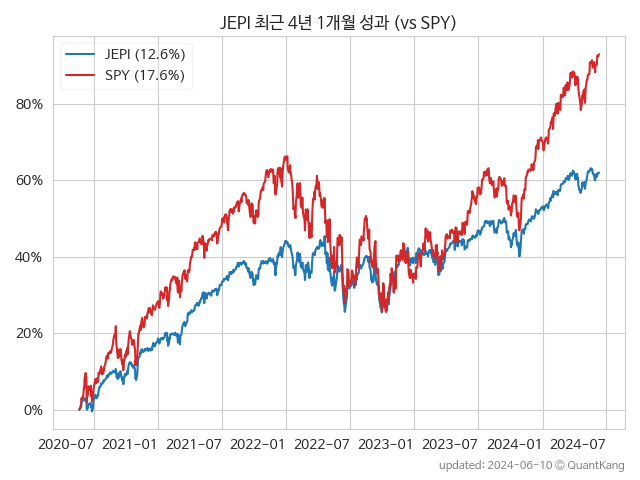 JEPI 최근 4년 1개월 성과 (vs SPY)
JEPI (12.6%)
SPY (17.6%)
80%
60%
40%
20%
0%
2020-07 2021-01 2021-07 2022-01 2022-07 2023-01 2023-07 2024-01 2024-07
updated: 2024-06-10 © QuantKang